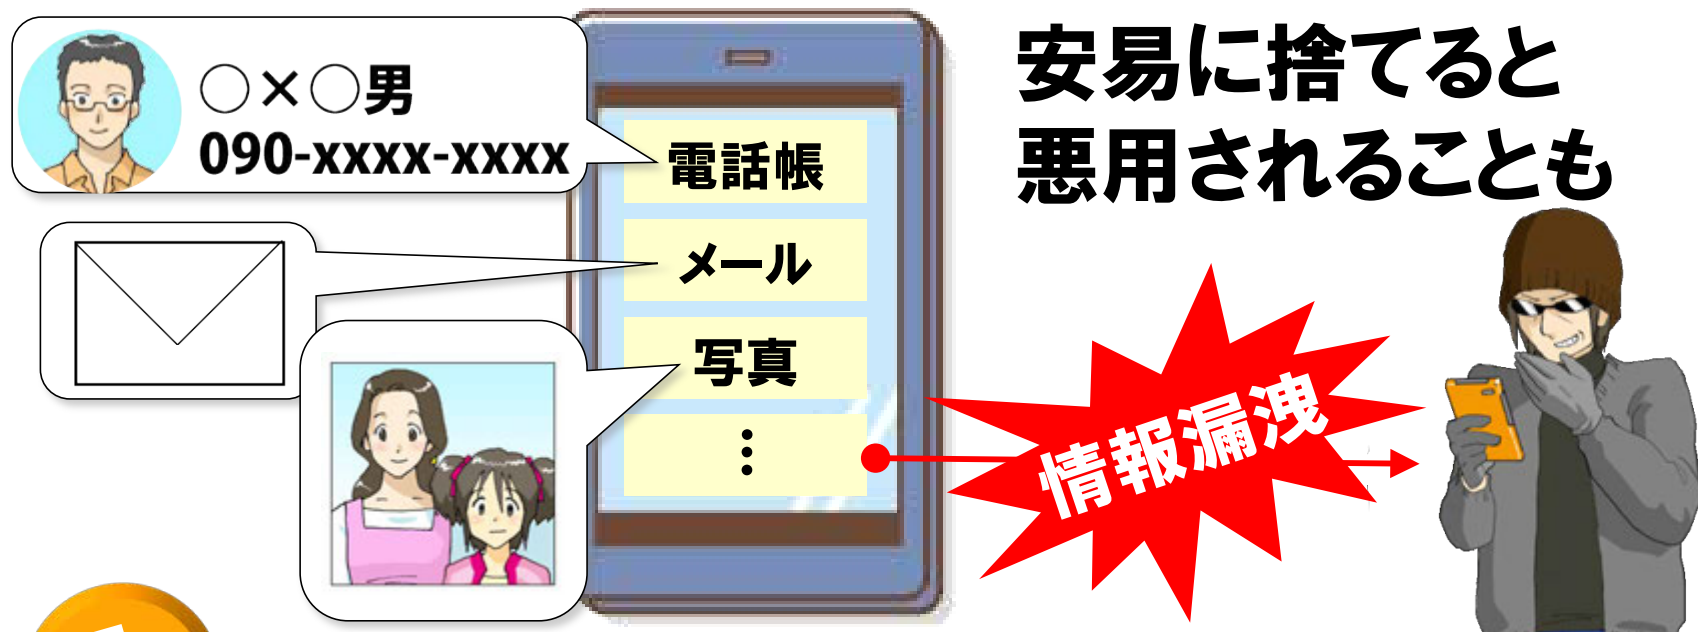 安易に捨てると
悪用されることも
○×○男
090-xxxx-xxxx
電話帳
メール
写真
⋮
情報漏洩